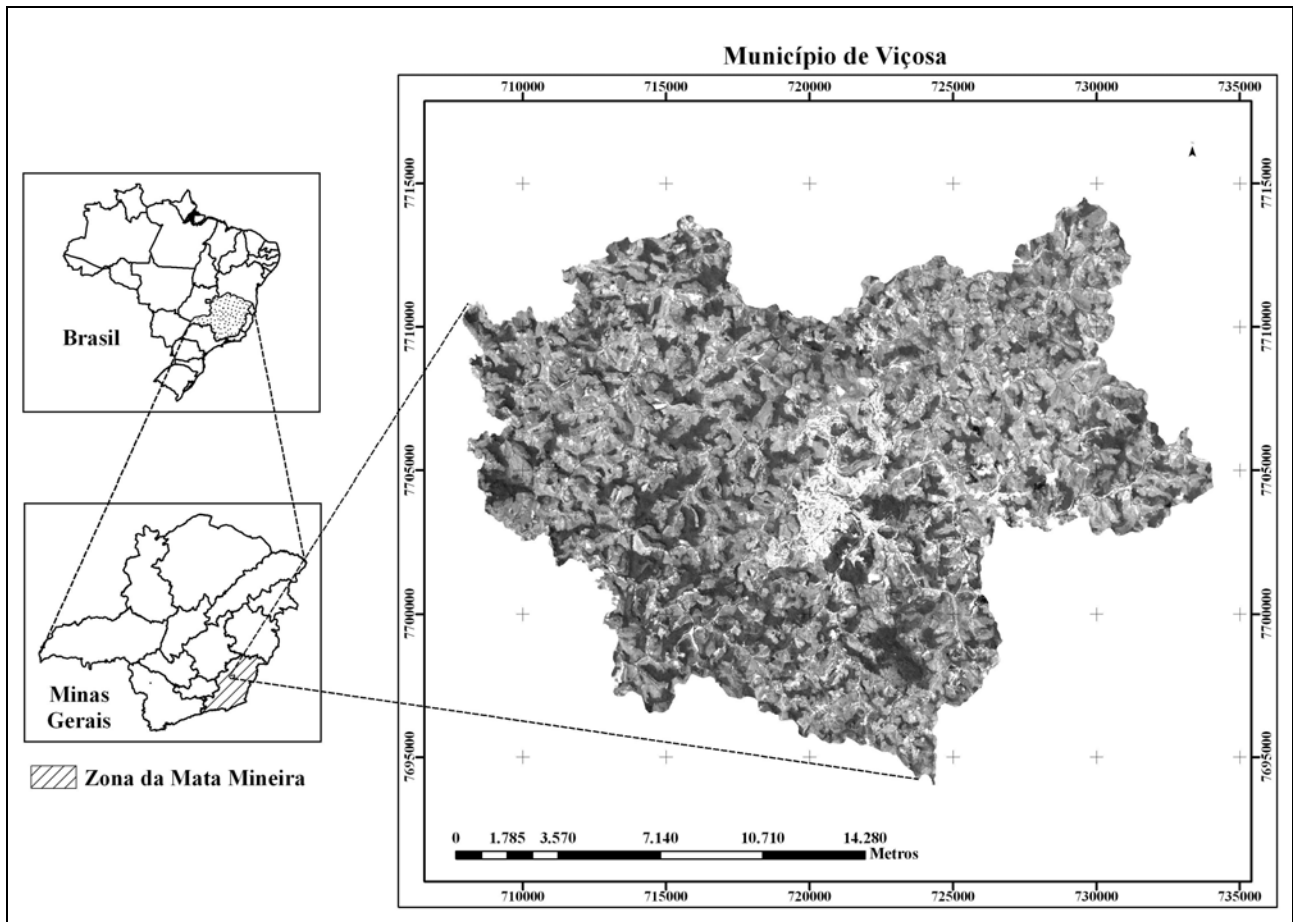 Município de Viçosa
710000 715000 720000 725000 730000 735000
7715000 7715000
7710000 7710000
7705000 7705000
7700000 7700000
7695000 7695000
Brasil
Minas
Gerais
Zona da Mata Mineira
0 1.785 3.570 7.140 10.710 14.280
Metros
710000 715000 720000 725000 730000 735000